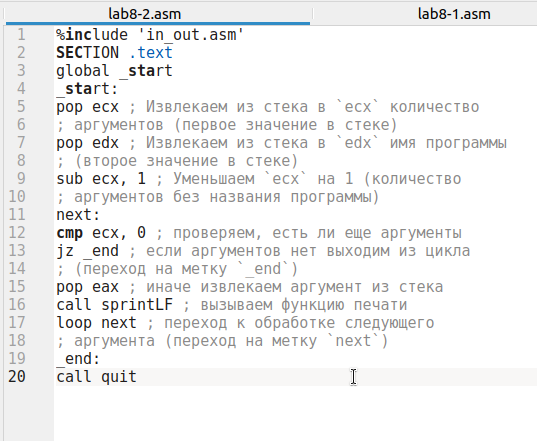 lab8-2.asm lab8-1.asm
1 %include 'in_out.asm'
2 SECTION .text
3 global _start
4 _start:
5 pop ecx ; Извлекаем из стека в `ecx` количество
6 ; аргументов (первое значение в стеке)
7 pop edx ; Извлекаем из стека в `edx` имя программы
8 ; (второе значение в стеке)
9 sub ecx, 1 ; Уменьшаем `ecx` на 1 (количество
10 ; аргументов без названия программы)
11 next:
12 cmp ecx, 0 ; проверяем, есть ли еще аргументы
13 jz _end ; если аргументов нет выходим из цикла
14 ; (переход на метку `_end`)
15 pop eax ; иначе извлекаем аргумент из стека
16 call sprintLF ; вызываем функцию печати
17 loop next ; переход к обработке следующего
18 ; аргумента (переход на метку `next`)
19 _end:
20 call quit